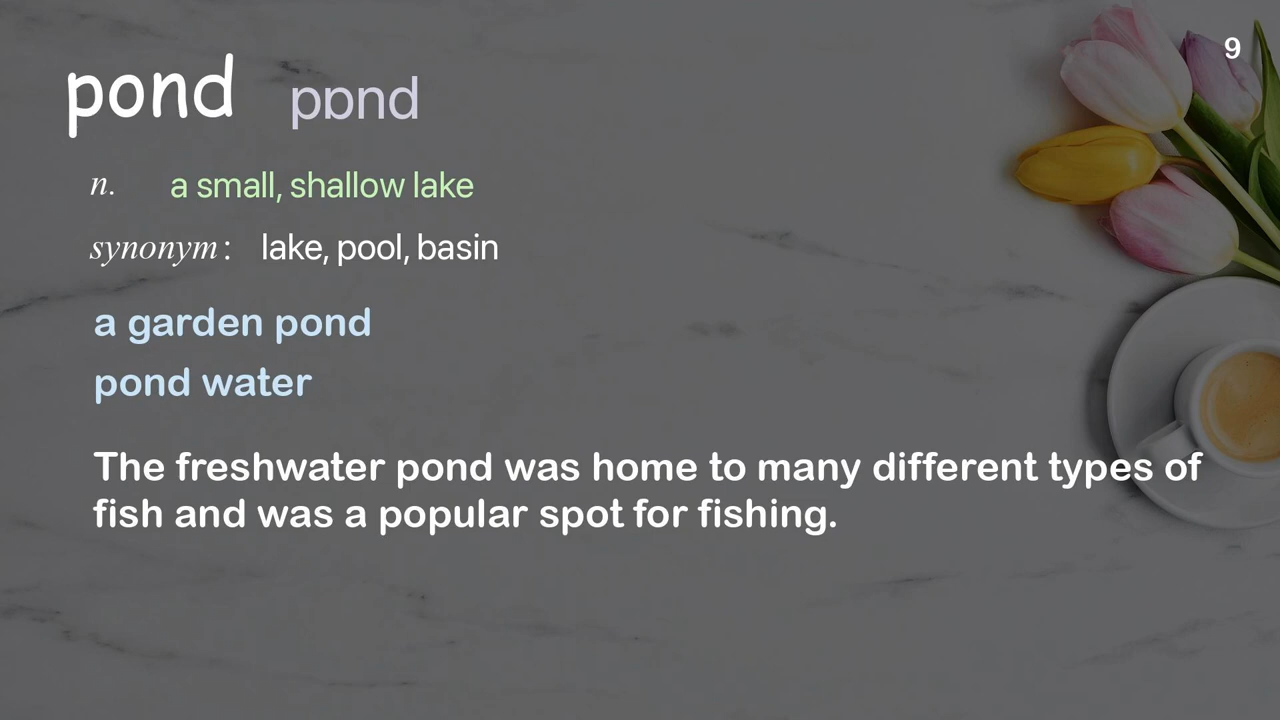 9
pond pɒnd
n. a small, shallow lake
synonym: lake, pool, basin
a garden pond
pond water
The freshwater pond was home to many different types of
fish and was a popular spot for fishing.